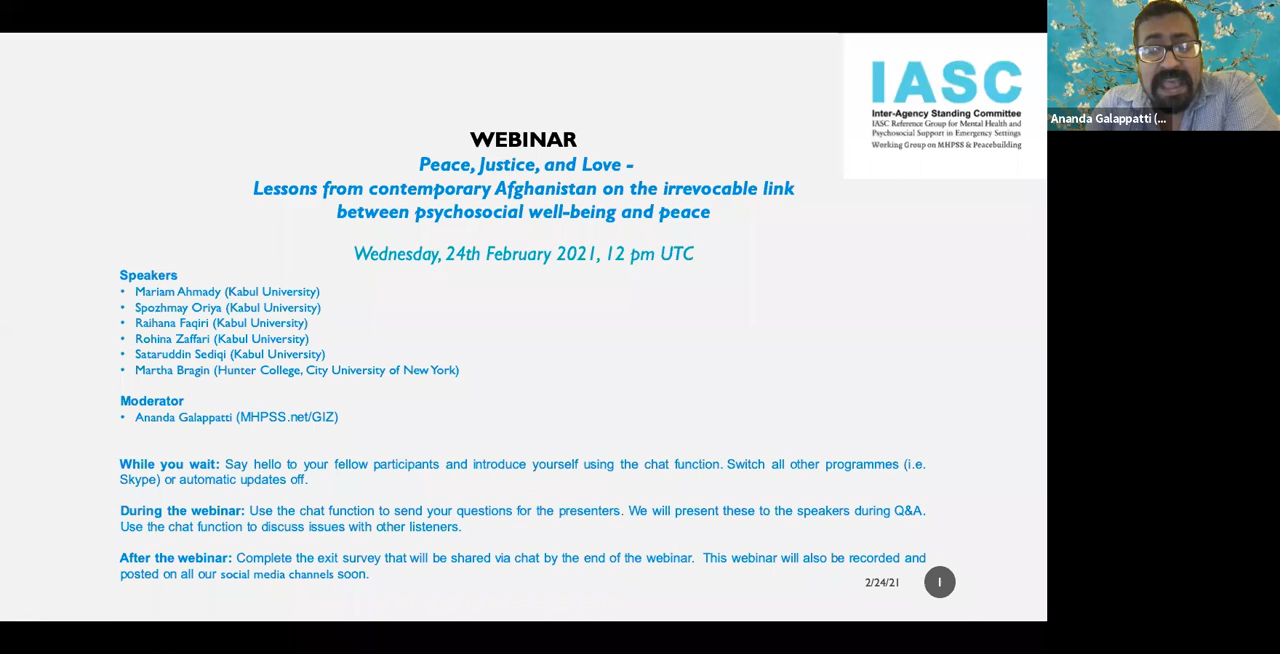 IASC
Inter-Agency Standing Committee
IASC Reference Group for Mental Health and
Psychosocial Support in Emergency Settings
Working Group on MHPSS & Peacebuilding
Ananda Galappatti (...
WEBINAR
Peace, Justice, and Love -
Lessons from contemporary Afghanistan on the irrevocable link
between psychosocial well-being and peace
Wednesday, 24th February 2021, 12 pm UTC
Speakers
• Mariam Ahmady (Kabul University)
• Spozhmay Oriya (Kabul University)
• Raihana Faqiri (Kabul University)
• Rohina Zaffari (Kabul University)
• Sataruddin Sediqi (Kabul University)
• Martha Bragin (Hunter College, City University of New York)
Moderator
• Ananda Galappatti (MHPSS.net/GIZ)
While you wait: Say hello to your fellow participants and introduce yourself using the chat function. Switch all other programmes (i.e.
Skype) or automatic updates off.
During the webinar: Use the chat function to send your questions for the presenters. We will present these to the speakers during Q&A.
Use the chat function to discuss issues with other listeners.
After the webinar: Complete the exit survey that will be shared via chat by the end of the webinar. This webinar will also be recorded and
posted on all our social media channels soon.
2/24/21
1